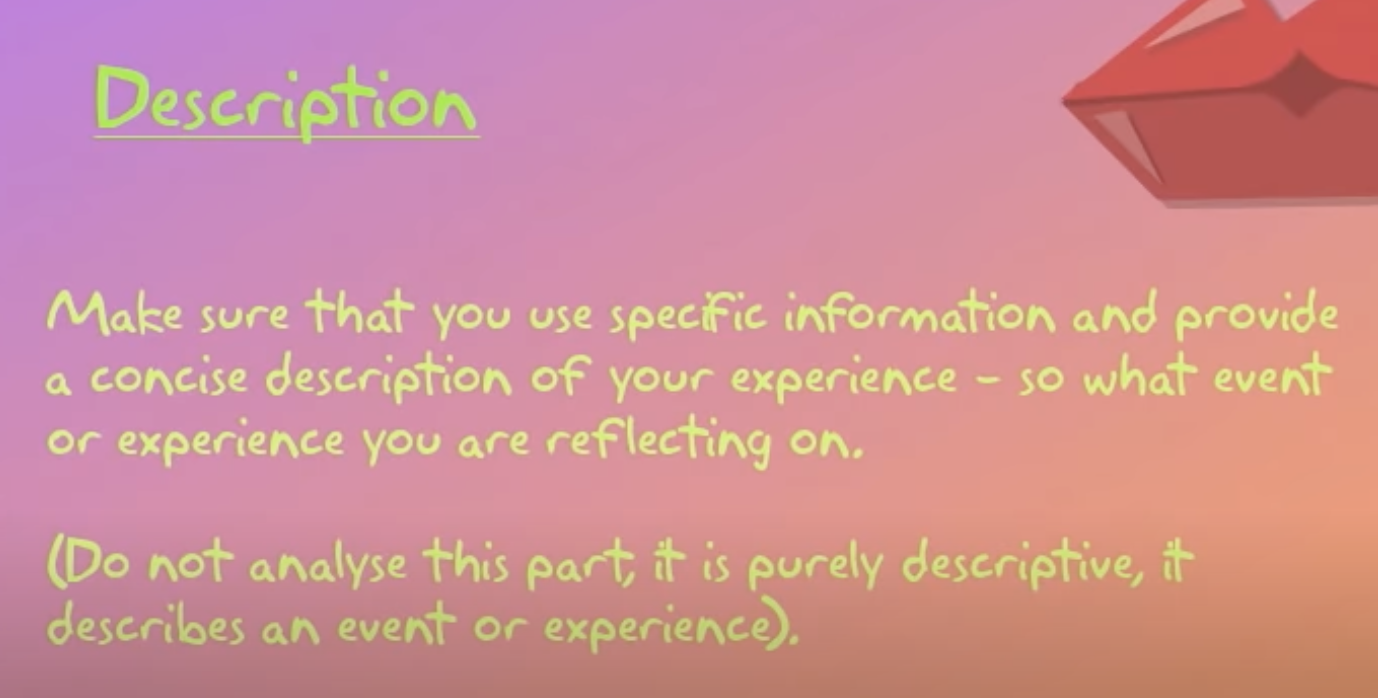 Description
Make sure that you use specific information and provide
a concise description of your experience - so what event
or experience you are reflecting on.
(Do not analyse this part, it is purely descriptive, it
describes an event or experience).